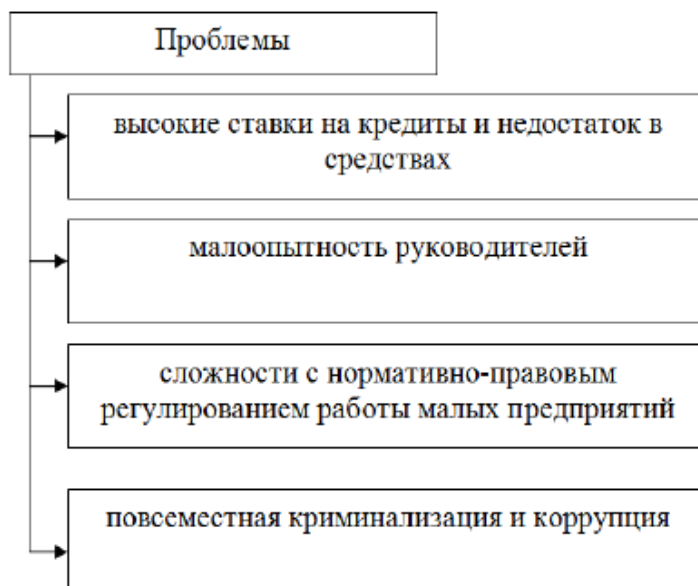 Проблемы
высокие ставки на кредиты и недостаток в
средствах
малоопытность руководителей
сложности с нормативно-правовым
регулированием работы малых предприятий
повсеместная криминализация и коррупция